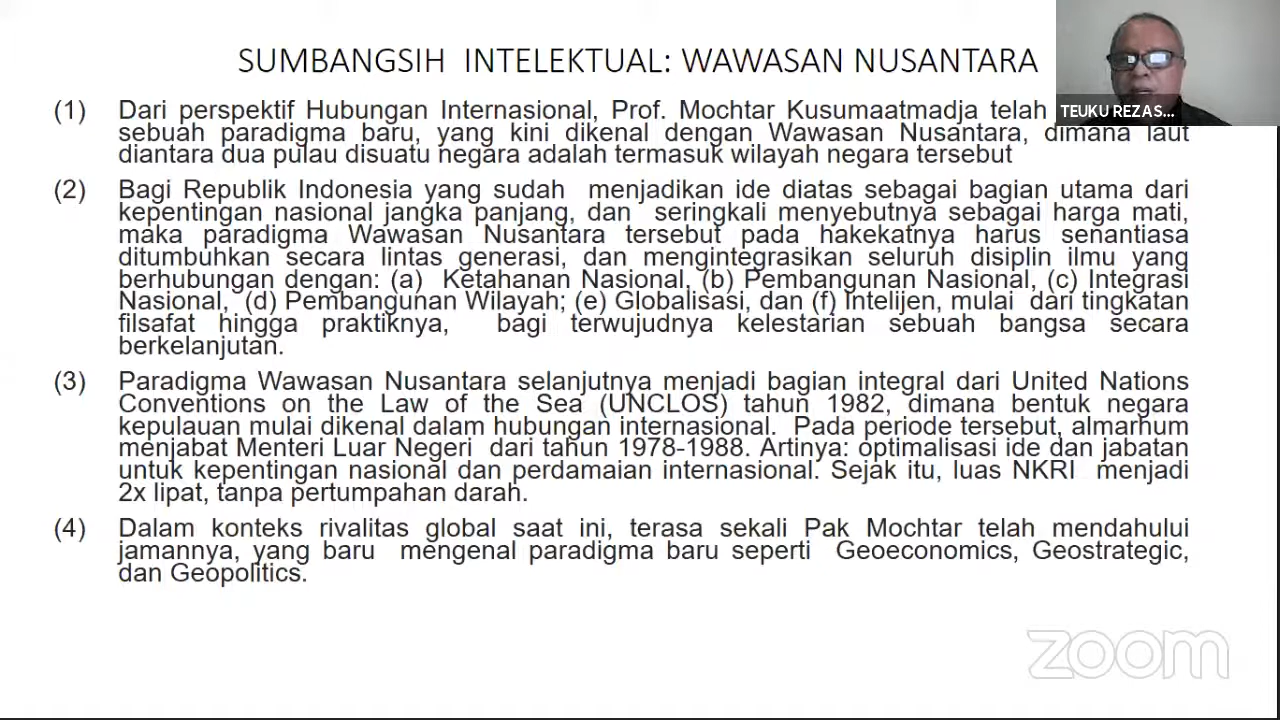 SUMBANGSIH INTELEKTUAL: WAWASAN NUSANTARA
TEUKU REZAS...
(1) Dari perspektif Hubungan Internasional, Prof. Mochtar Kusumaatmadja telah
sebuah paradigma baru, yang kini dikenal dengan Wawasan Nusantara, dimana laut
diantara dua pulau disuatu negara adalah termasuk wilayah negara tersebut
(2) Bagi Republik Indonesia yang sudah menjadikan ide diatas sebagai bagian utama dari
kepentingan nasional jangka panjang, dan seringkali menyebutnya sebagai harga mati,
maka paradigma Wawasan Nusantara tersebut pada hakekatnya harus senantiasa
ditumbuhkan secara lintas generasi, dan mengintegrasikan seluruh disiplin ilmu yang
berhubungan dengan: (a) Ketahanan Nasional, (b) Pembangunan Nasional, (c) Integrasi
Nasional, (d) Pembangunan Wilayah; (e) Globalisasi, dan (f) Intelijen, mulai dari tingkatan
filsafat hingga praktiknya, bagi terwujudnya kelestarian sebuah bangsa secara
berkelanjutan.
(3) Paradigma Wawasan Nusantara selanjutnya menjadi bagian integral dari United Nations
Conventions on the Law of the Sea (UNCLOS) tahun 1982, dimana bentuk negara
kepulauan mulai dikenal dalam hubungan internasional. Pada periode tersebut, almarhum
menjabat Menteri Luar Negeri dari tahun 1978-1988. Artinya: optimalisasi ide dan jabatan
untuk kepentingan nasional dan perdamaian internasional. Sejak itu, luas NKRI menjadi
2x lipat, tanpa pertumpahan darah.
(4) Dalam konteks rivalitas global saat ini, terasa sekali Pak Mochtar telah mendahului
jamannya, yang baru mengenal paradigma baru seperti Geoeconomics, Geostrategic,
dan Geopolitics.
zoom